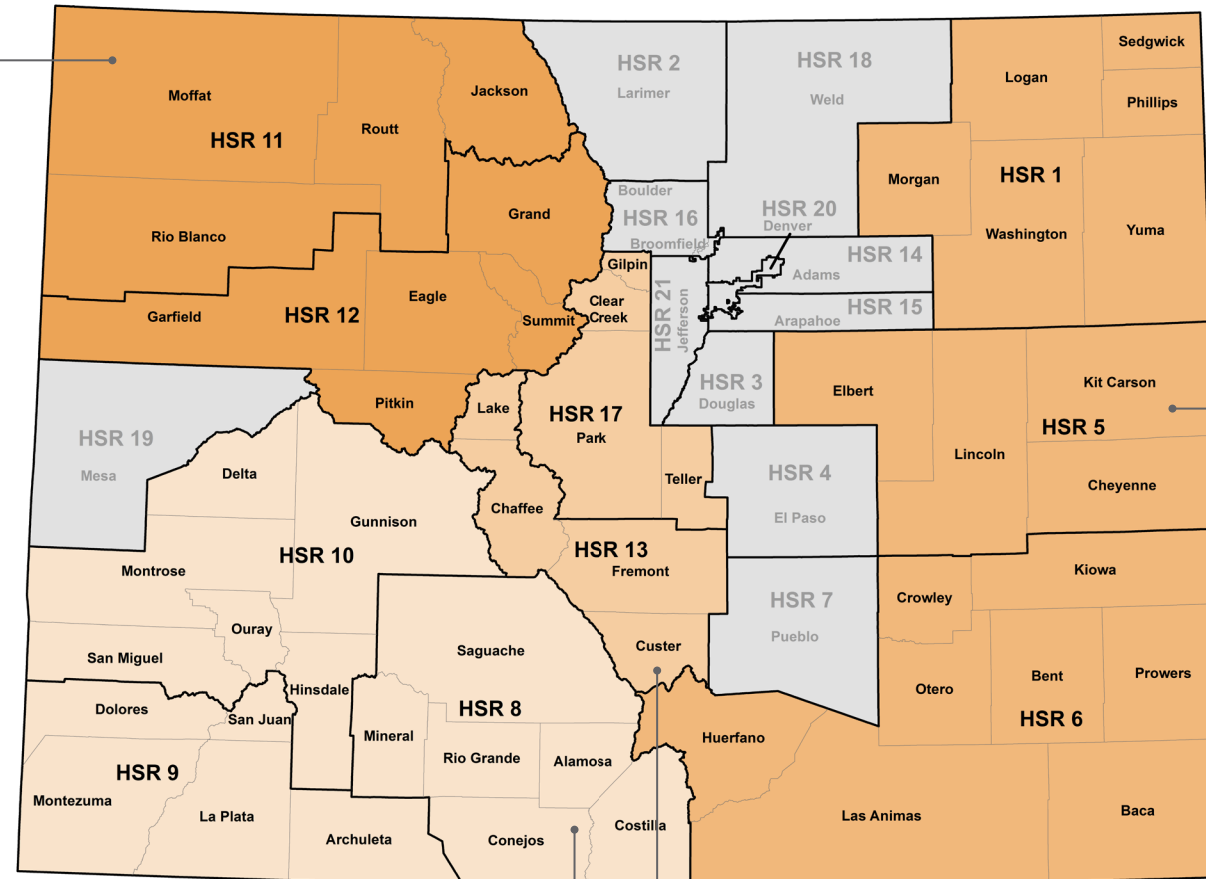 HSR 2
Larimer
HSR 18
Weld
Sedgwick
Logan
Phillips
Moffat
Jackson
HSR 11
Routt
Morgan
HSR 1
Boulder
HSR 16
Broomfield
HSR 20
Denver
Grand
Rio Blanco
Washington
Yuma
Gilpin
HSR 14
Adams
Eagle
Clear
Creek
Garfield
HSR 12
Summit
HSR 21
Jefferson
HSR 15
Arapahoe
HSR 3
Douglas
Elbert
Kit Carson
HSR 5
Pitkin
Lake
HSR 17
Park
HSR 19
Mesa
Lincoln
Delta
Teller
HSR 4
El Paso
Cheyenne
Gunnison
Chaffee
HSR 10
HSR 13
Fremont
Montrose
Kiowa
Crowley
HSR 7
Pueblo
Ouray
San Miguel
Saguache
Custer
Otero
Bent
Prowers
HSR 6
Hinsdale
Dolores
San Juan
HSR 8
Mineral
Rio Grande
Alamosa
Huerfano
HSR 9
Montezuma
La Plata
Archuleta
Conejos
Costilla
Las Animas
Baca